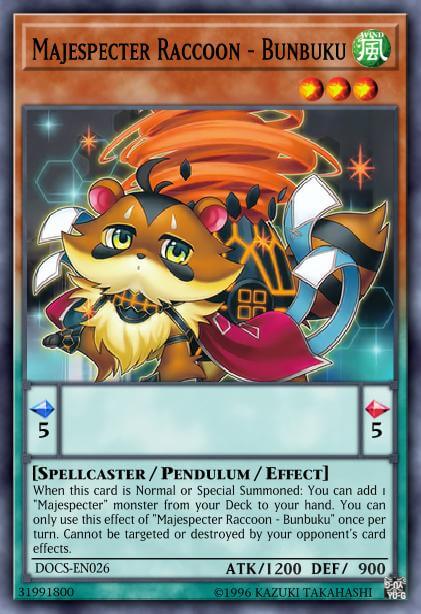 Majespecter Raccoon - Bunbuku
WIND
風
5
5
[Spellcaster / Pendulum / Effect]
When this card is Normal or Special Summoned: You can add 1
"Majespecter" monster from your Deck to your hand. You can
only use this effect of "Majespecter Raccoon - Bunbuku" once per
turn. Cannot be targeted or destroyed by your opponent's card
effects.
DOCS-EN026
ATK/1200 DEF/ 900
31991800
©1996 KAZUKI TAKAHASHI